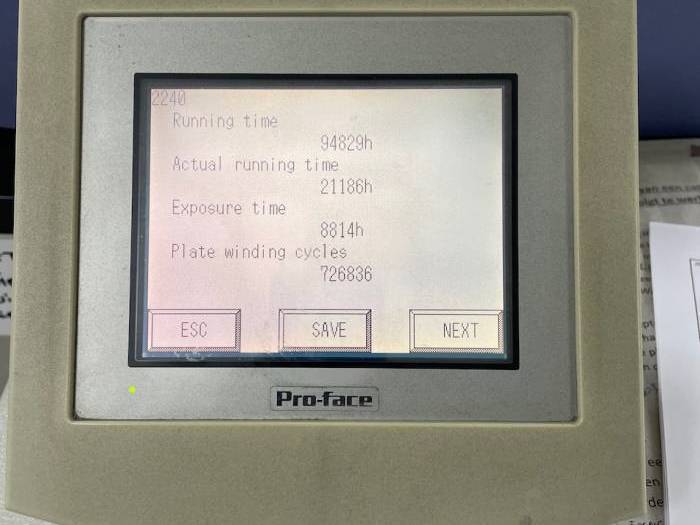 2240
Running time
94829h
Actual running time
21186h
Exposure time
8814h
Plate winding cycles
726836
ESC SAVE NEXT
Pro-face